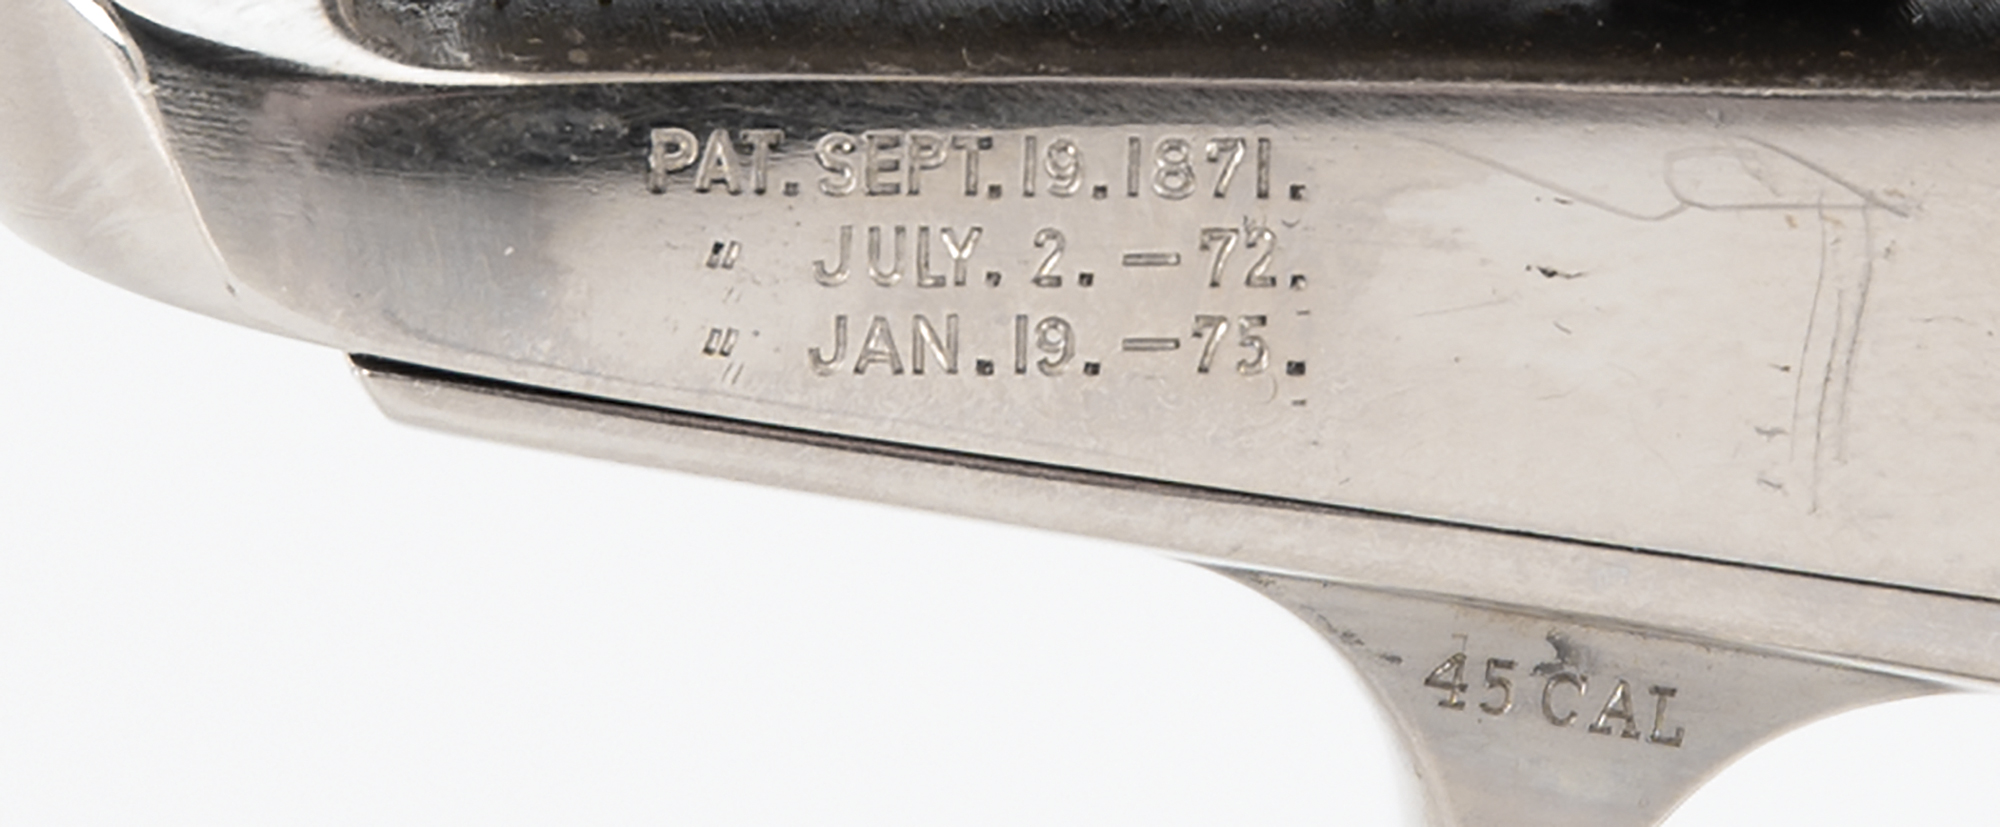 PAT. SEPT. 19. 1871.
" JULY. 2. – 72.
" JAN. 19. – 75.
45 CAL